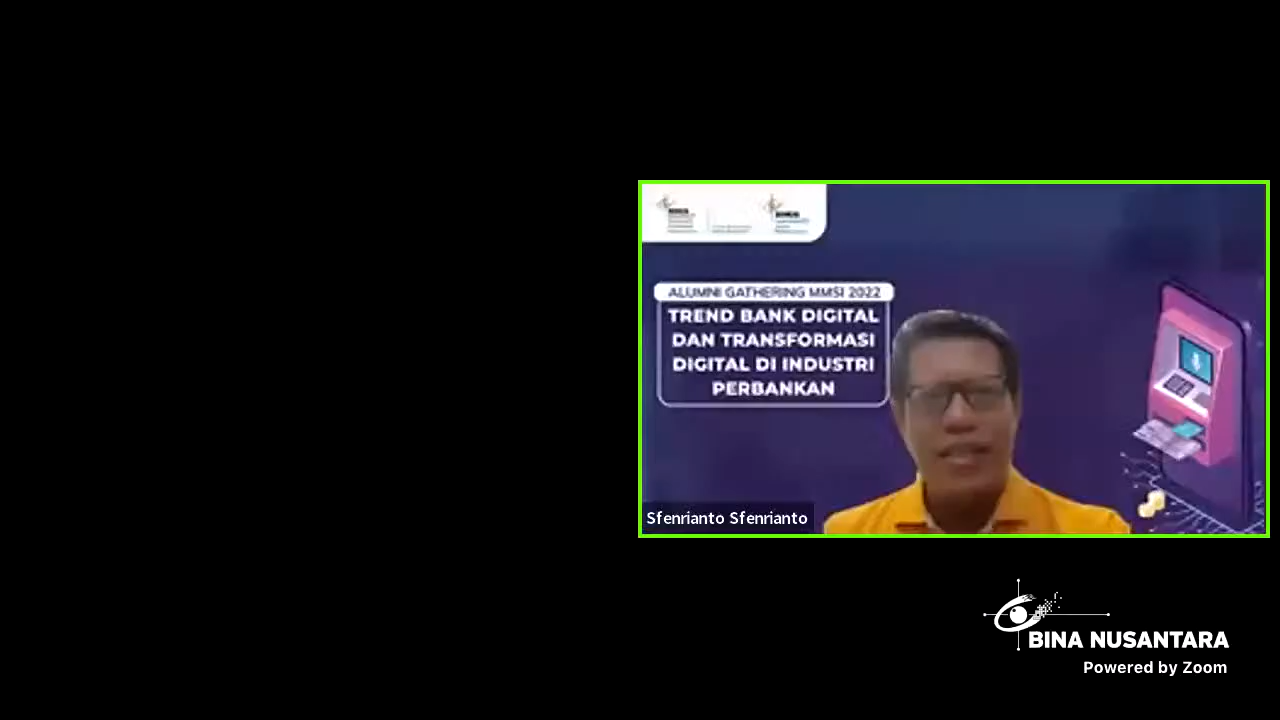 ALUMNI GATHERING MMSI 2022
TREND BANK DIGITAL
DAN TRANSFORMASI
DIGITAL DI INDUSTRI
PERBANKAN
Sfenrianto Sfenrianto
BINA NUSANTARA
Powered by Zoom